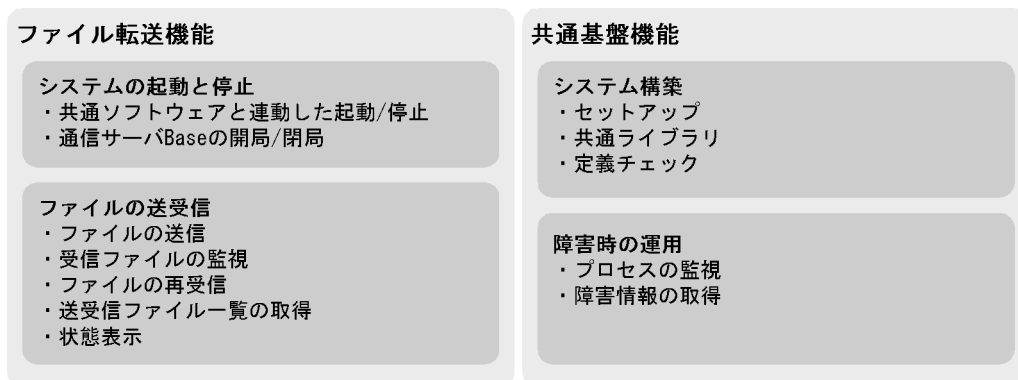 ファイル転送機能
システムの起動と停止
・共通ソフトウェアと連動した起動/停止
・通信サーバBaseの開局/閉局
ファイルの送受信
・ファイルの送信
・受信ファイルの監視
・ファイルの再受信
・送受信ファイル一覧の取得
・状態表示
共通基盤機能
システム構築
・セットアップ
・共通ライブラリ
・定義チェック
障害時の運用
・プロセスの監視
・障害情報の取得